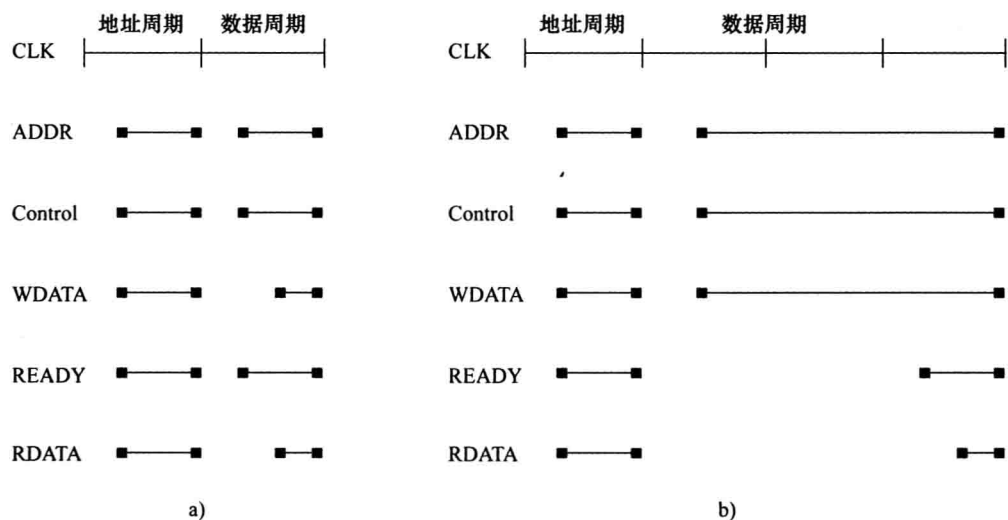 地址周期 数据周期
CLK
ADDR
Control
WDATA
READY
RDATA
a)
地址周期 数据周期
CLK
ADDR
Control
WDATA
READY
RDATA
b)